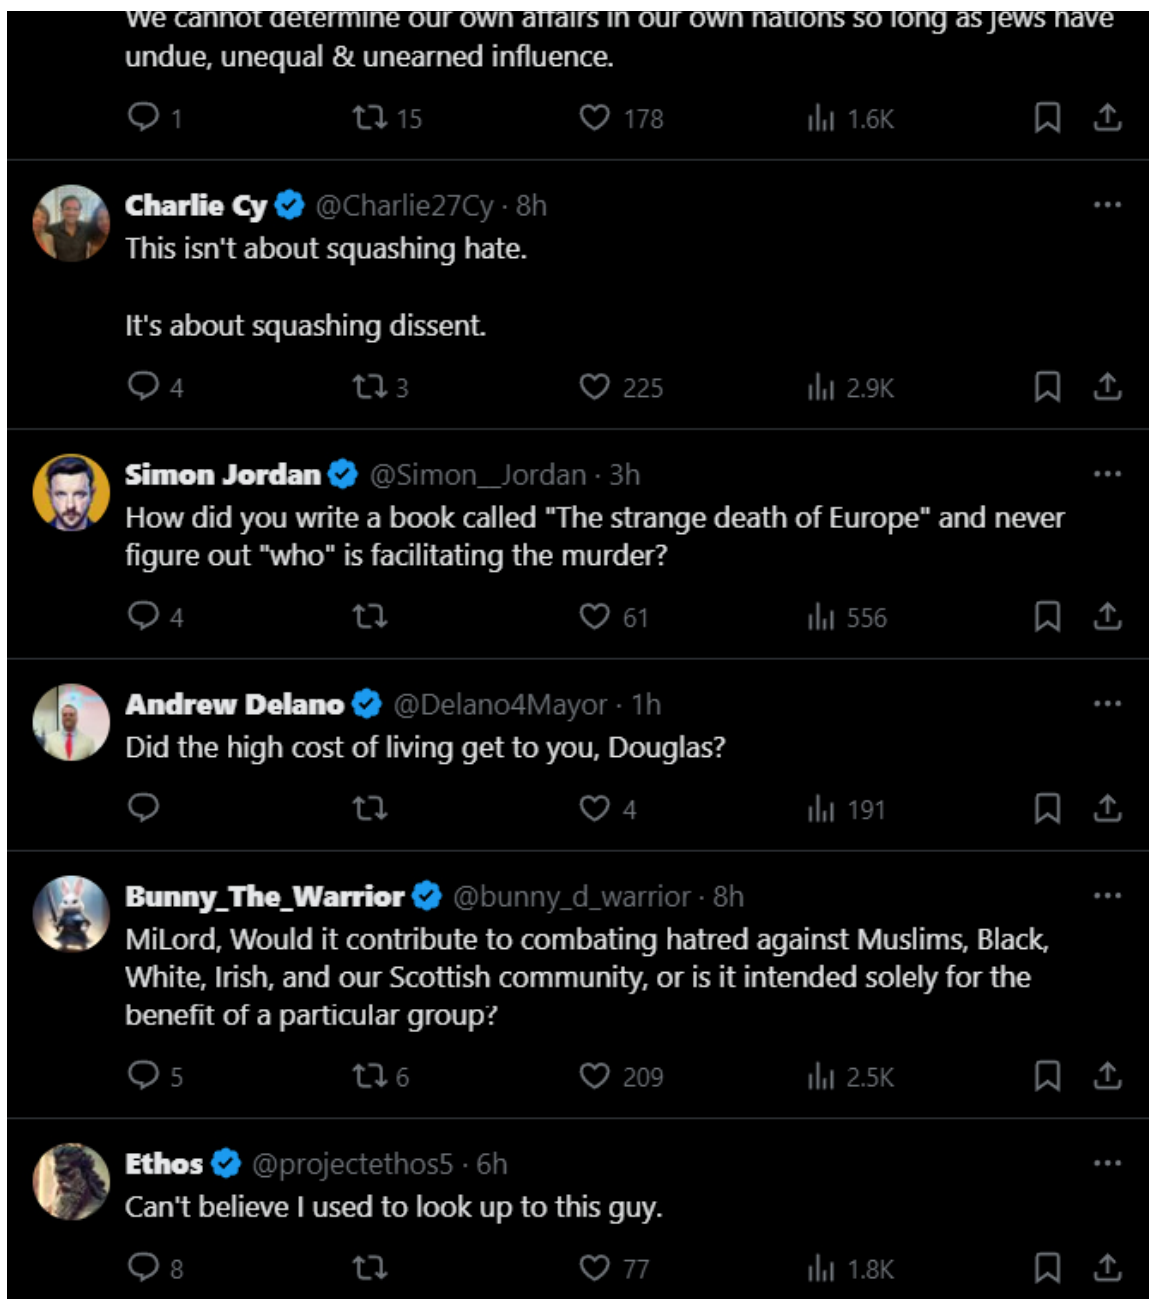 We cannot determine our own affairs in our own nations so long as Jews have
undue, unequal & unearned influence.
1 15 178 1.6K
Charlie Cy @Charlie27Cy · 8h
This isn't about squashing hate.
It's about squashing dissent.
4 3 225 2.9K
Simon Jordan @Simon__Jordan · 3h
How did you write a book called "The strange death of Europe" and never
figure out "who" is facilitating the murder?
4 61 556
Andrew Delano @Delano4Mayor · 1h
Did the high cost of living get to you, Douglas?
4 191
Bunny_The_Warrior @bunny_d_warrior · 8h
MiLord, Would it contribute to combating hatred against Muslims, Black,
White, Irish, and our Scottish community, or is it intended solely for the
benefit of a particular group?
5 6 209 2.5K
Ethos @projectethos5 · 6h
Can't believe I used to look up to this guy.
8 77 1.8K